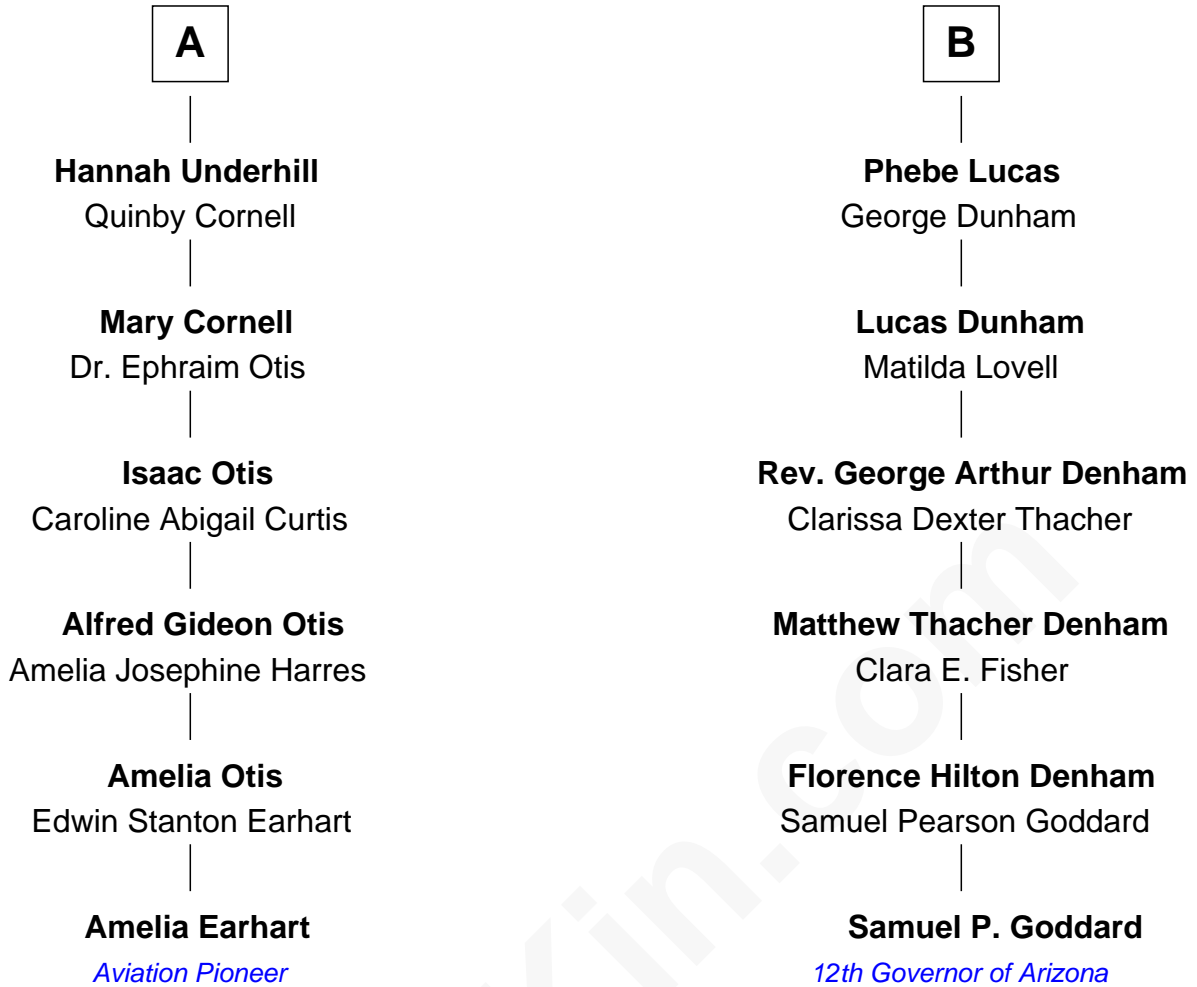 A
Hannah Underhill
Quinby Cornell
Mary Cornell
Dr. Ephraim Otis
Isaac Otis
Caroline Abigail Curtis
Alfred Gideon Otis
Amelia Josephine Harres
Amelia Otis
Edwin Stanton Earhart
Amelia Earhart
Aviation Pioneer
B
Phebe Lucas
George Dunham
Lucas Dunham
Matilda Lovell
Rev. George Arthur Denham
Clarissa Dexter Thacher
Matthew Thacher Denham
Clara E. Fisher
Florence Hilton Denham
Samuel Pearson Goddard
Samuel P. Goddard
12th Governor of Arizona
Kin.com